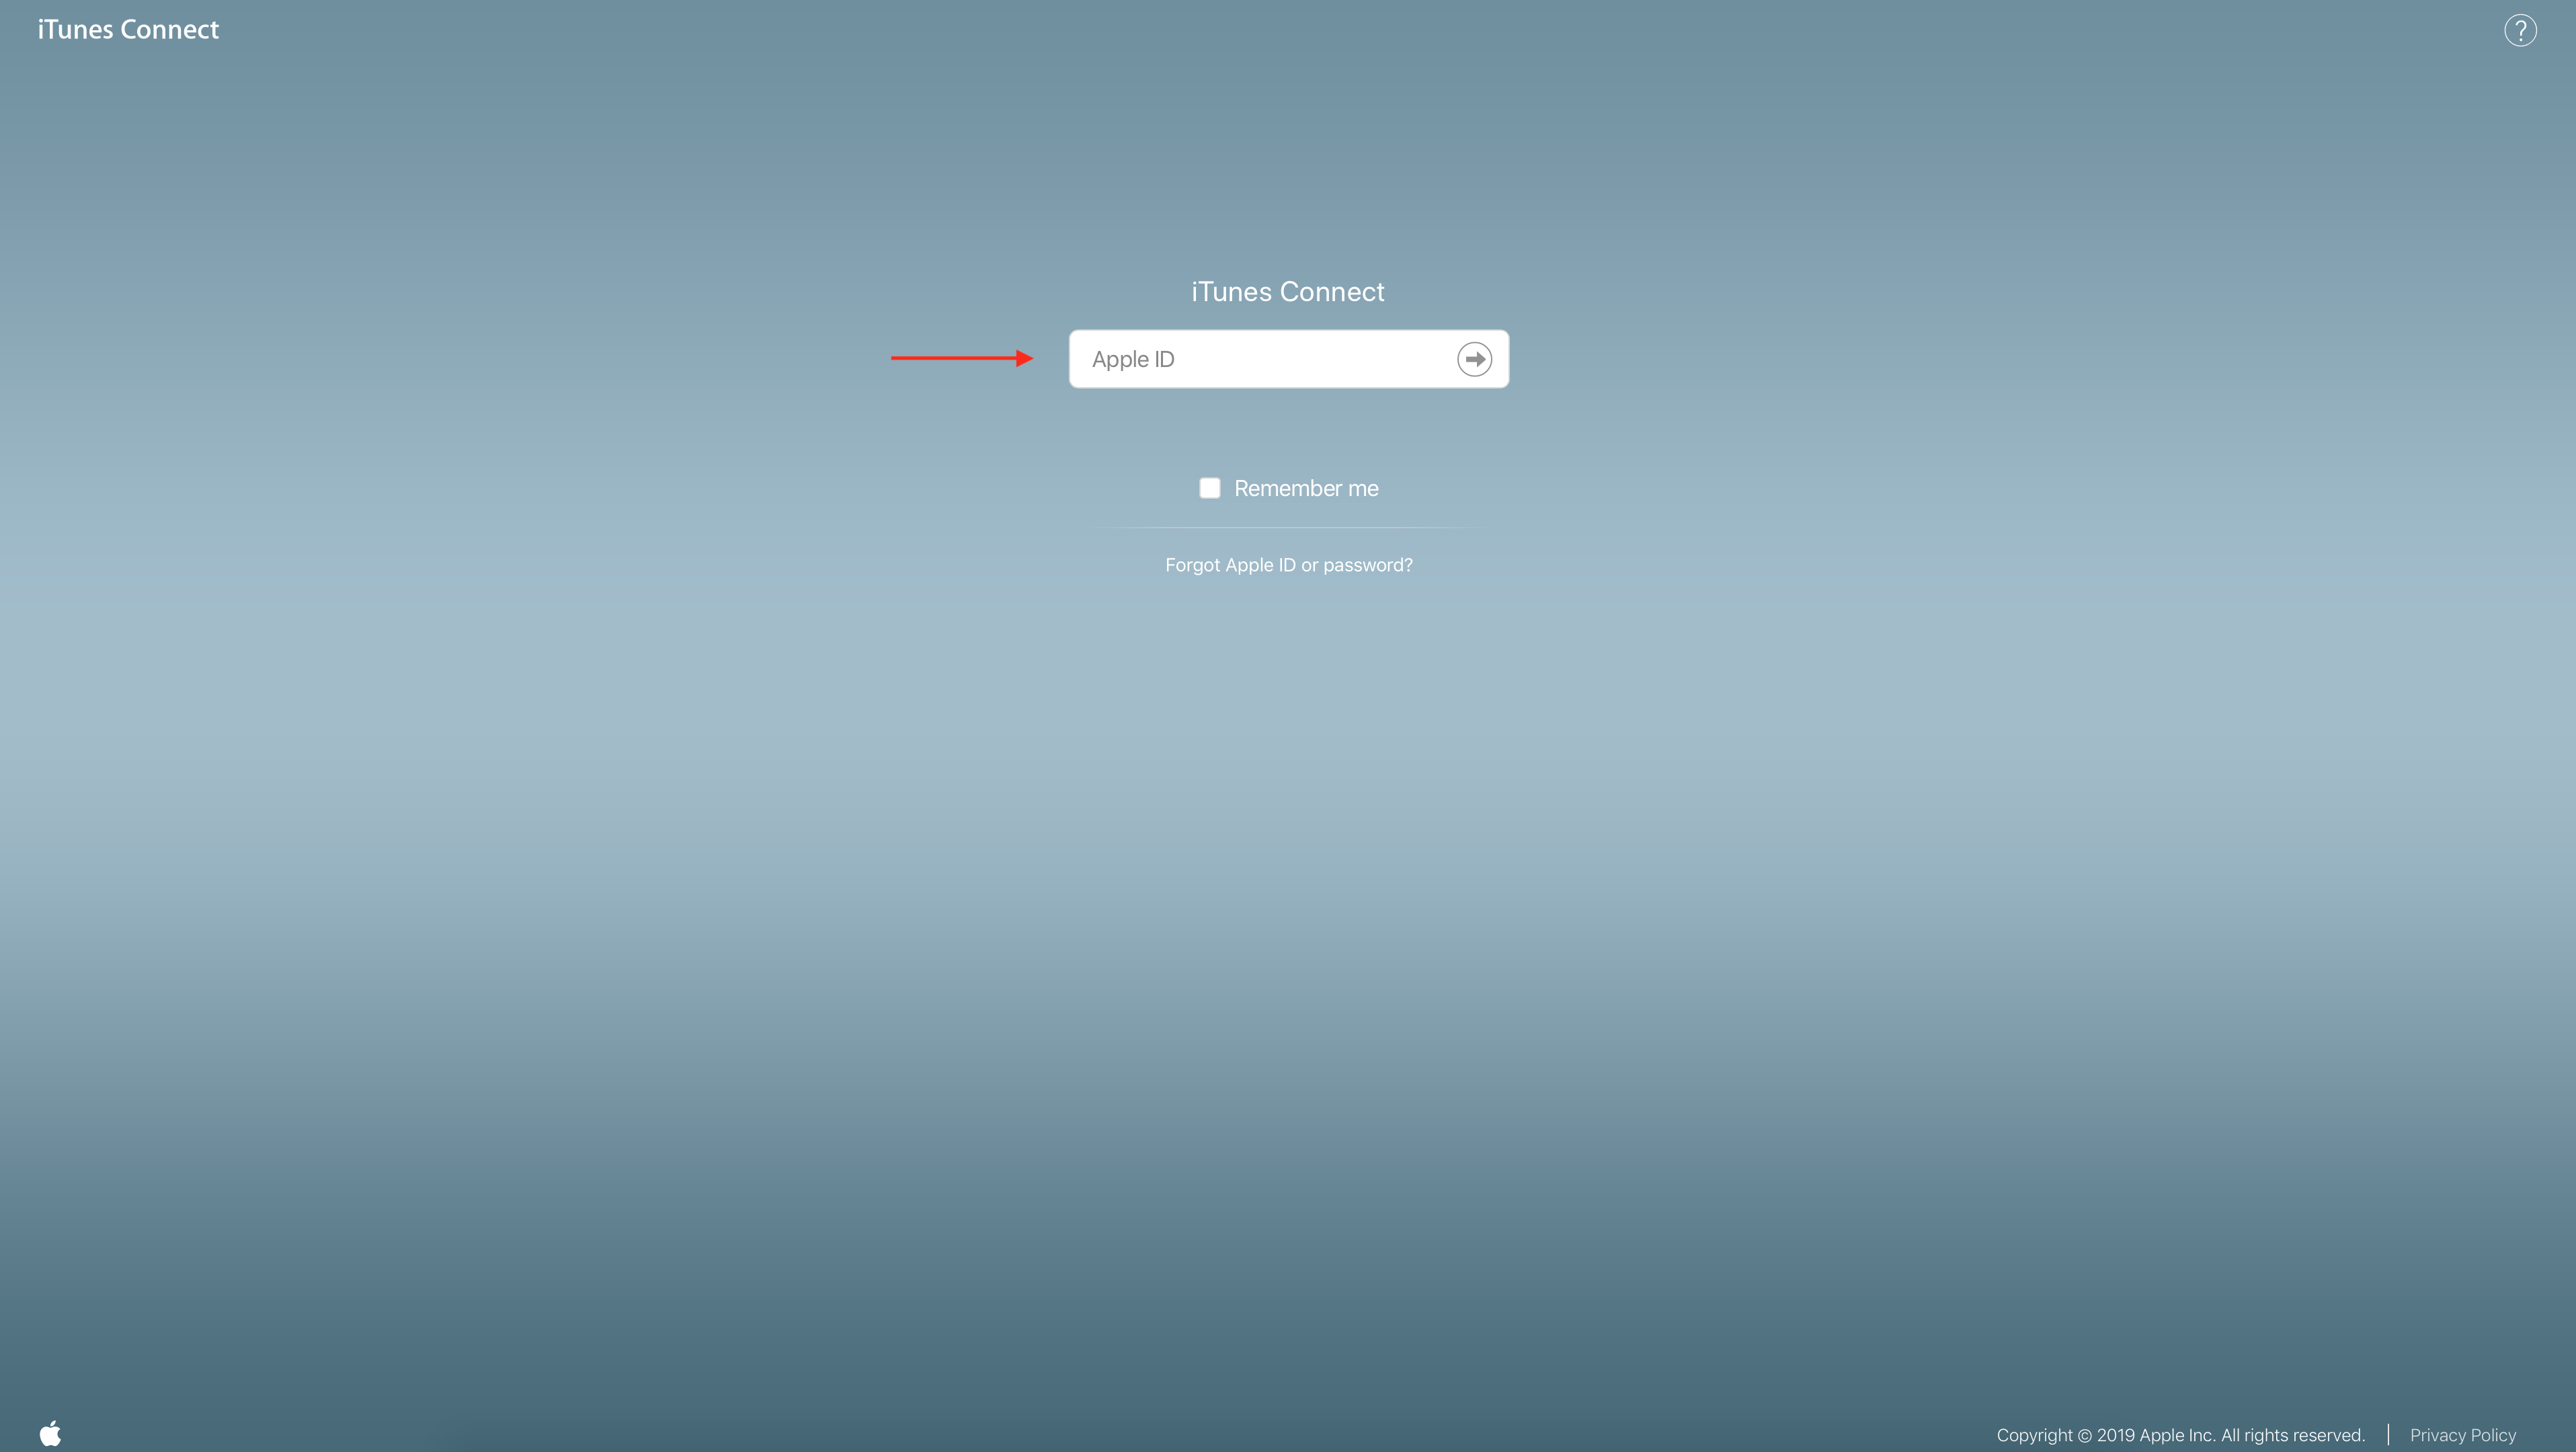 iTunes Connect
?
iTunes Connect
Apple ID
Remember me
Forgot Apple ID or password?
Copyright © 2019 Apple Inc. All rights reserved. | Privacy Policy